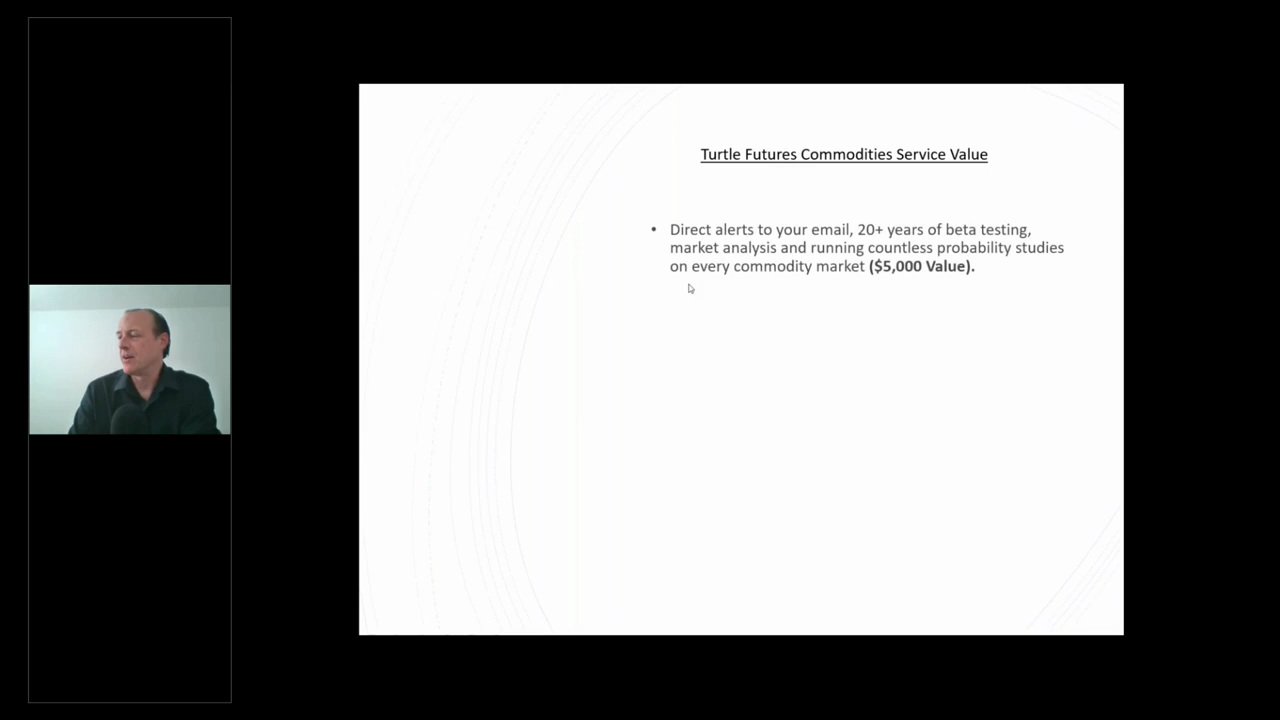 Turtle Futures Commodities Service Value
• Direct alerts to your email, 20+ years of beta testing,
market analysis and running countless probability studies
on every commodity market ($5,000 Value).